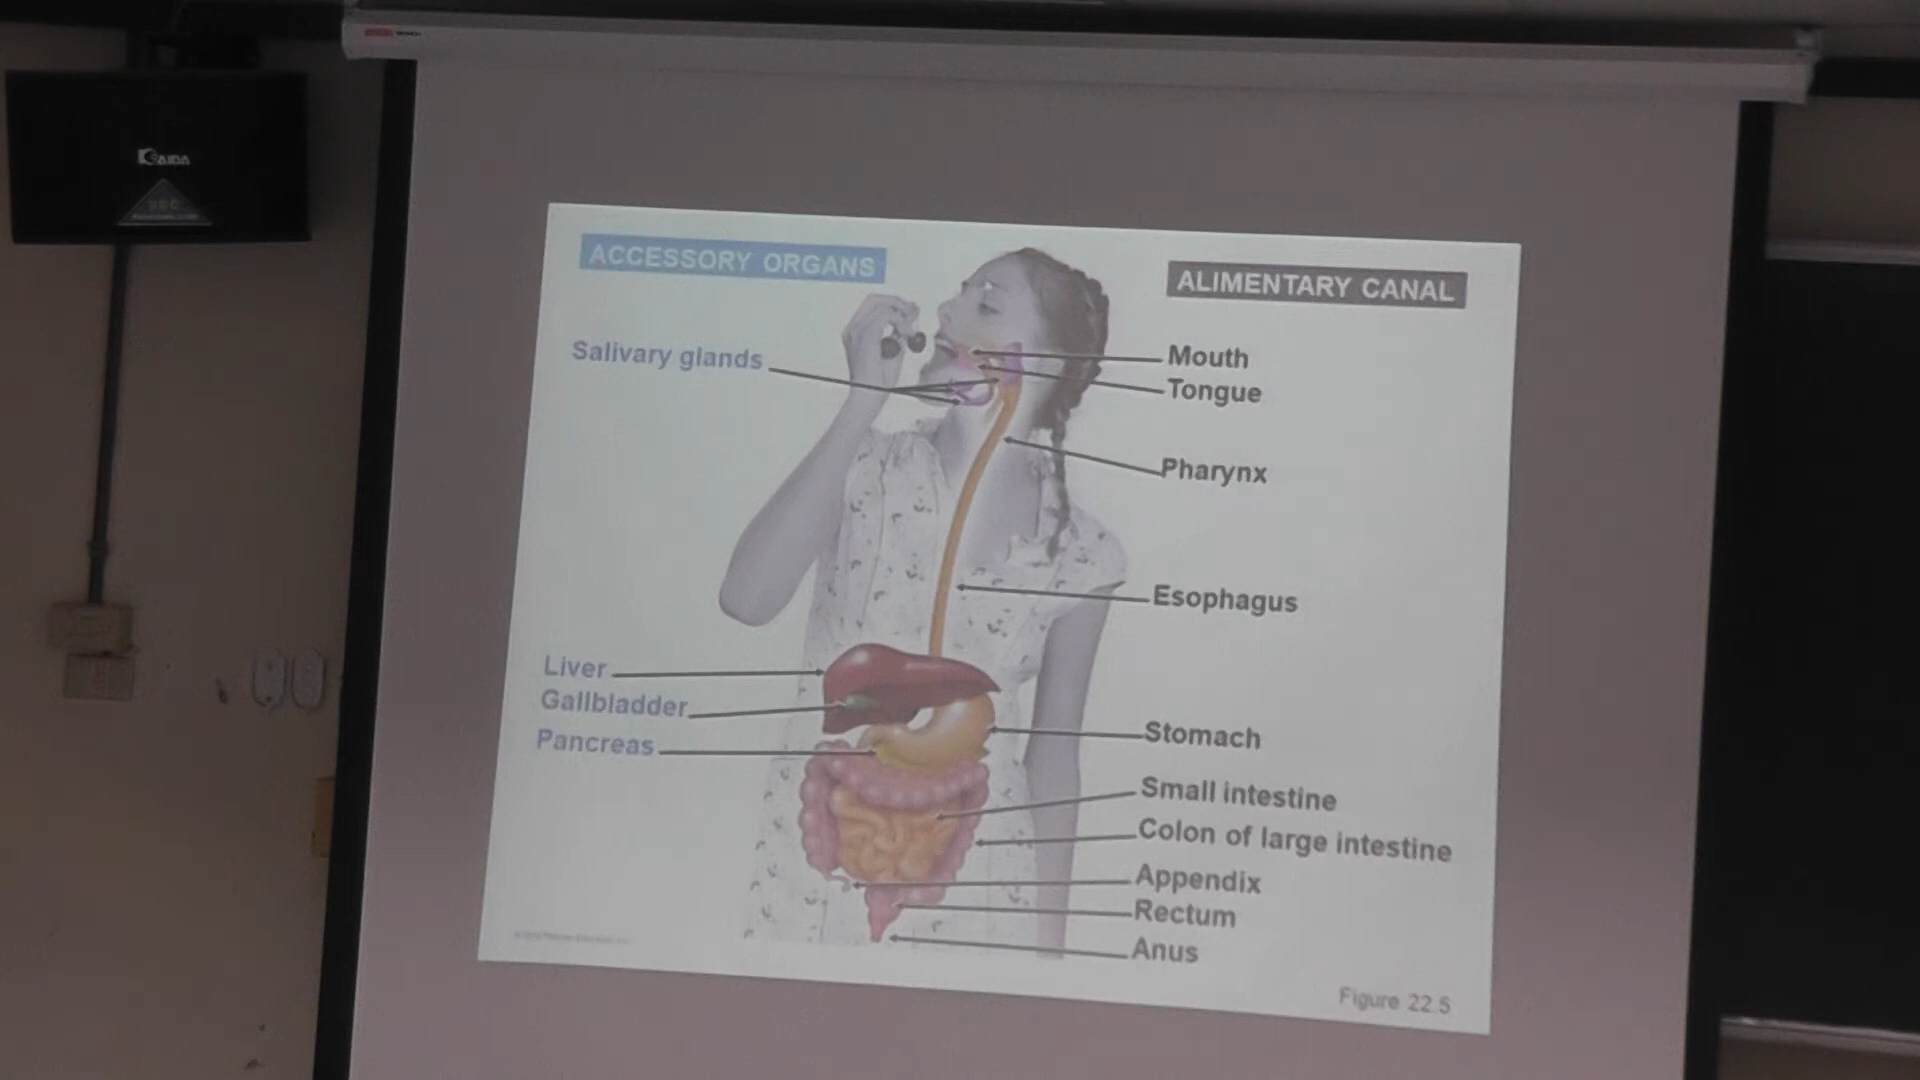 SAIDA
ACCESSORY ORGANS
ALIMENTARY CANAL
Salivary glands
Mouth
Tongue
Pharynx
Esophagus
Liver
Gallbladder
Pancreas
Stomach
Small intestine
Colon of large intestine
Appendix
Rectum
Anus
Figure 22.5